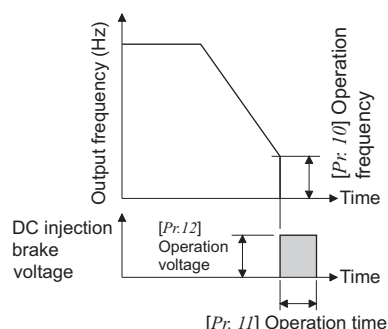 Output frequency (Hz)
[Pr. 10] Operation
frequency
Time
DC injection
brake
voltage
[Pr.12]
Operation
voltage
Time
[Pr. 11] Operation time